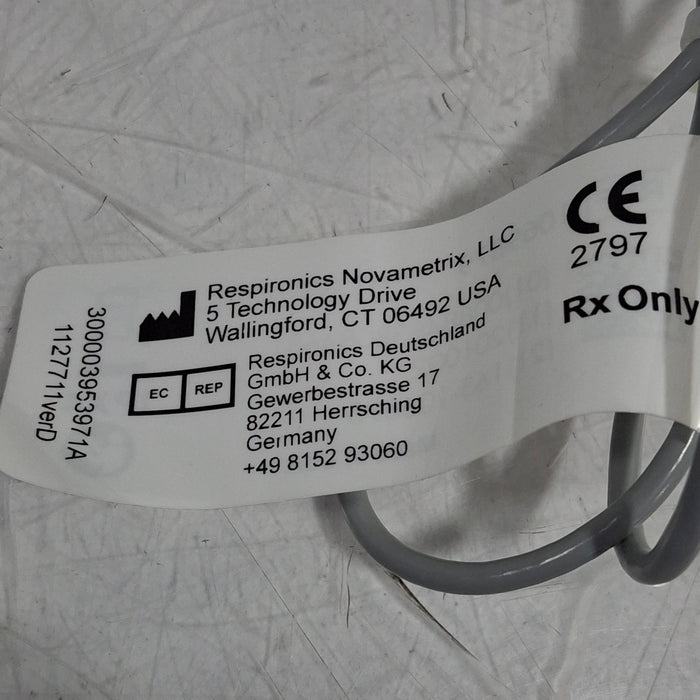 Respironics Novametrix, LLC
5 Technology Drive
Wallingford, CT 06492 USA
EC REP
Respironics Deutschland
GmbH & Co. KG
Gewerbestrasse 17
82211 Herrsching
Germany
+49 8152 93060
CE
2797
Rx Only
300003953971A
1127711verD